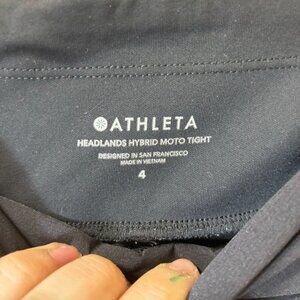 ATHLETA
HEADLANDS HYBRID MOTO TIGHT
DESIGNED IN SAN FRANCISCO
MADE IN VIETNAM
4